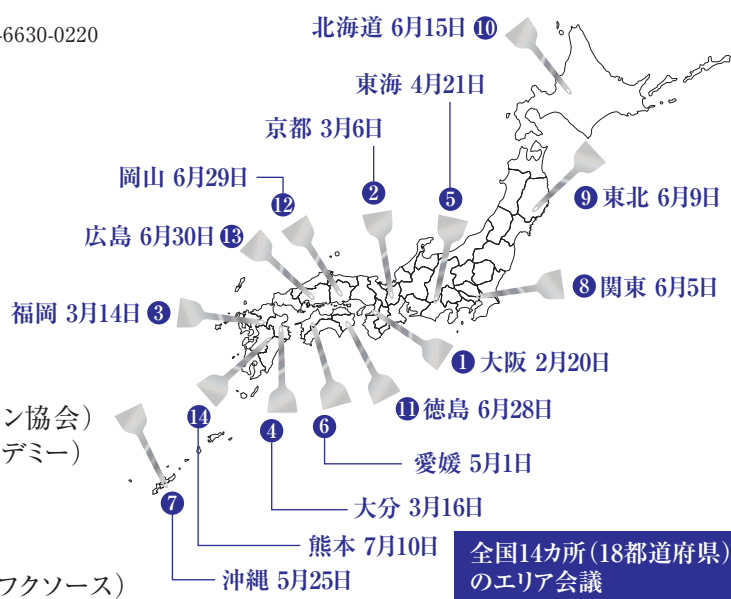 -6630-0220
北海道 6月15日 ⑩
東海 4月21日
京都 3月6日
岡山 6月29日
②
⑤
⑫
⑨ 東北 6月9日
広島 6月30日 ⑬
⑧ 関東 6月5日
福岡 3月14日 ③
① 大阪 2月20日
⑪ 徳島 6月28日
ン協会）
⑭
④
⑥
デミー）
愛媛 5月1日
⑦
大分 3月16日
熊本 7月10日
沖縄 5月25日
フクソース）
全国14カ所（18都道府県）
のエリア会議